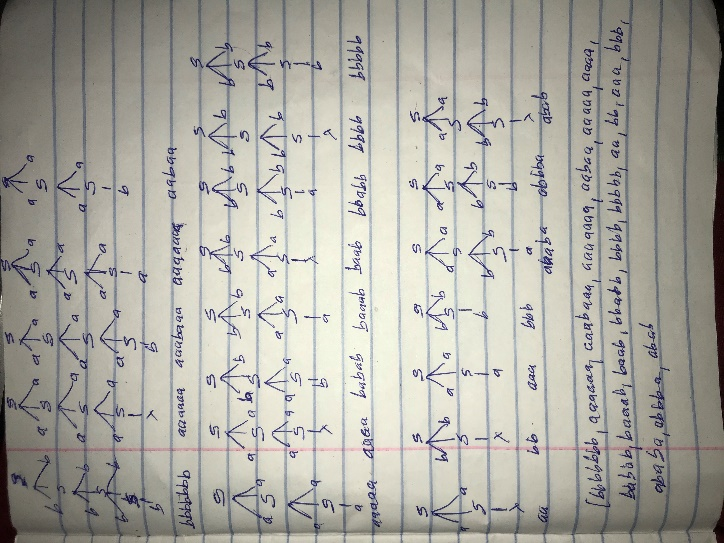 S S S S S
b S b a S a a S a a S a a S a
b S b a S a a S a a S a a S a
b S b a S a a S a a S a b
b λ b a
bbbbbbb aaaaaa aaabaaa aaaaaaa aabaa
S S S S S S S S
a S a a S a b S b b S b b S b b S b b S b b S b
a S a a S a a S a a S a a S a b S b b S b b S b
a λ b a λ a λ b
aaaaa aaaa babab baaab baab bbabb bbbb bbbbb
S S S S S S S
a S a b S b a S a b S b a S a a S a a S a
λ λ a b b S b b S b b S b
a b λ
aa bb aaa bbb ababa abbba abab
{bbbbbbb, aaaaaa, aaabaaa, aaaaaaa, aabaa, aaaaa, aaaa,
babab, baaab, baab, bbabb, bbbb, bbbbb, aa, bb, aaa, bbb,
ababa, abbba, abab